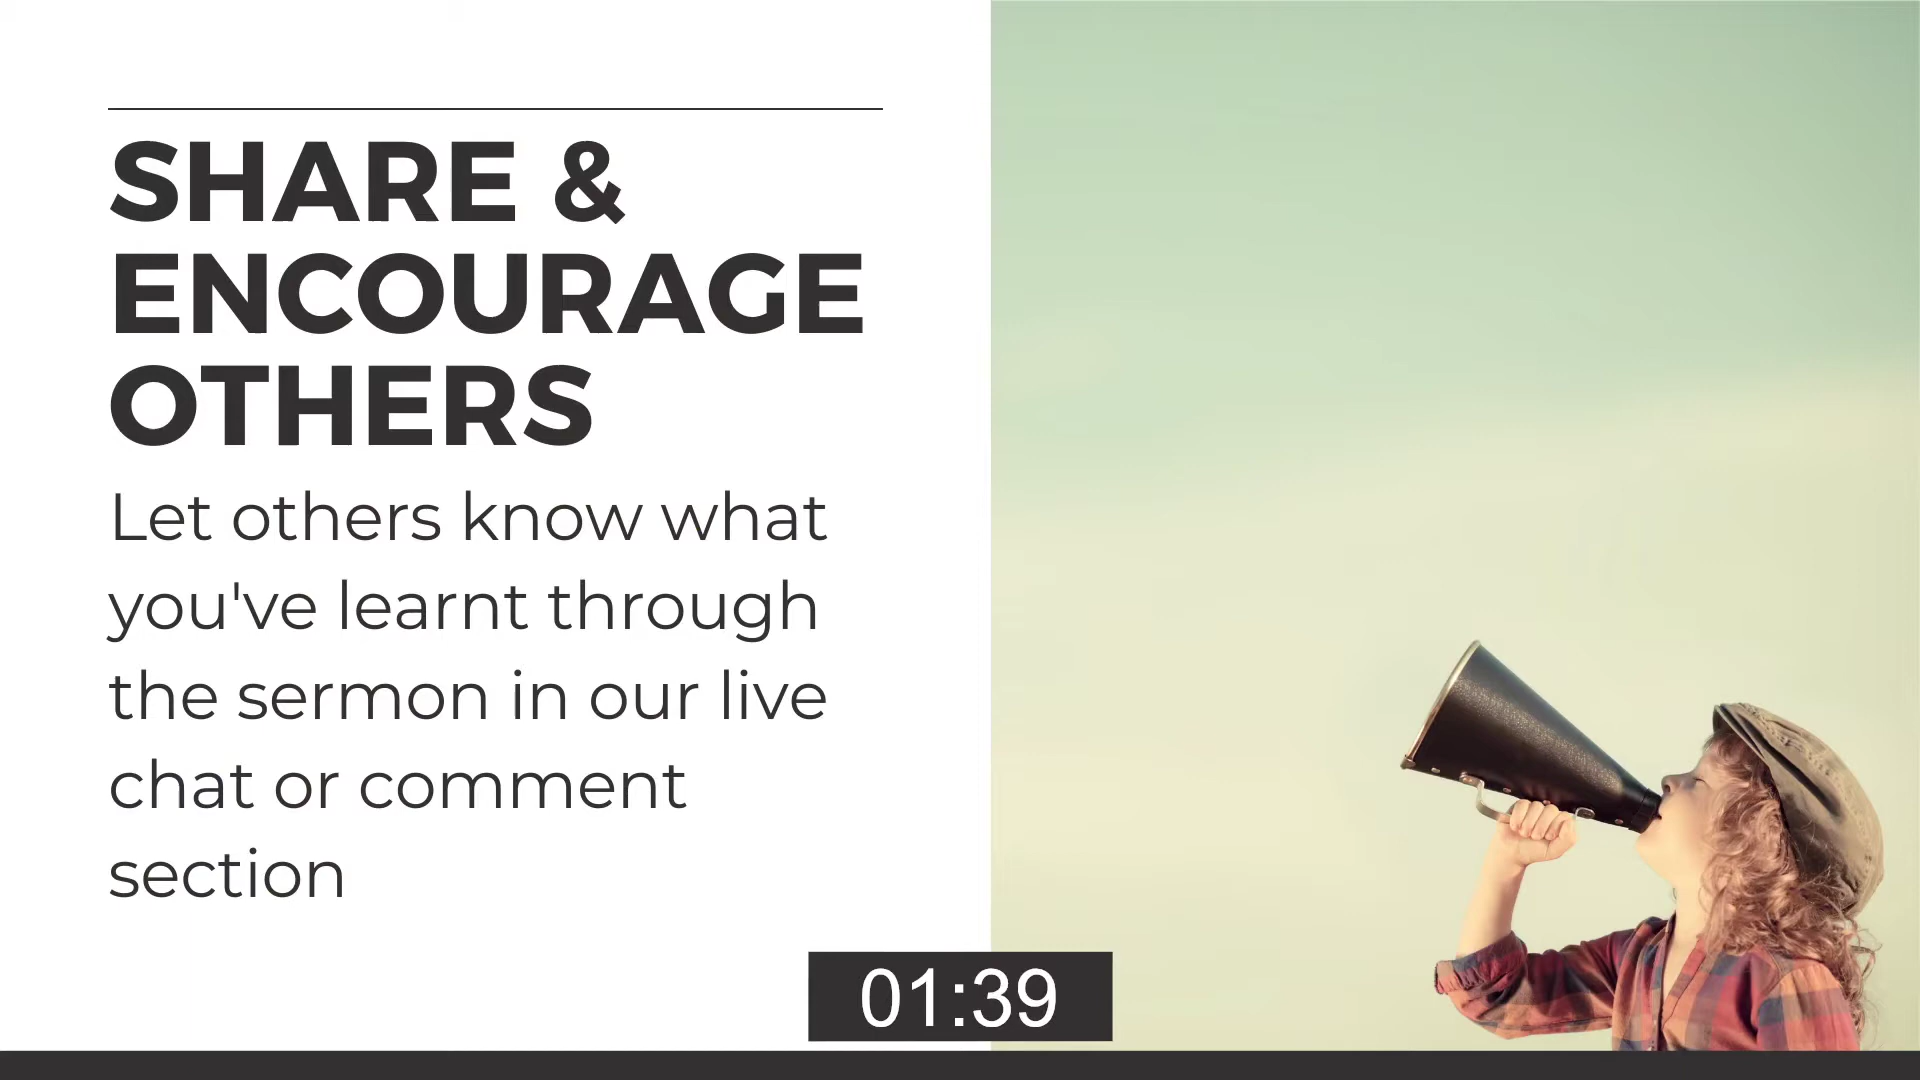 SHARE &
ENCOURAGE
OTHERS
Let others know what
you've learnt through
the sermon in our live
chat or comment
section
01:39